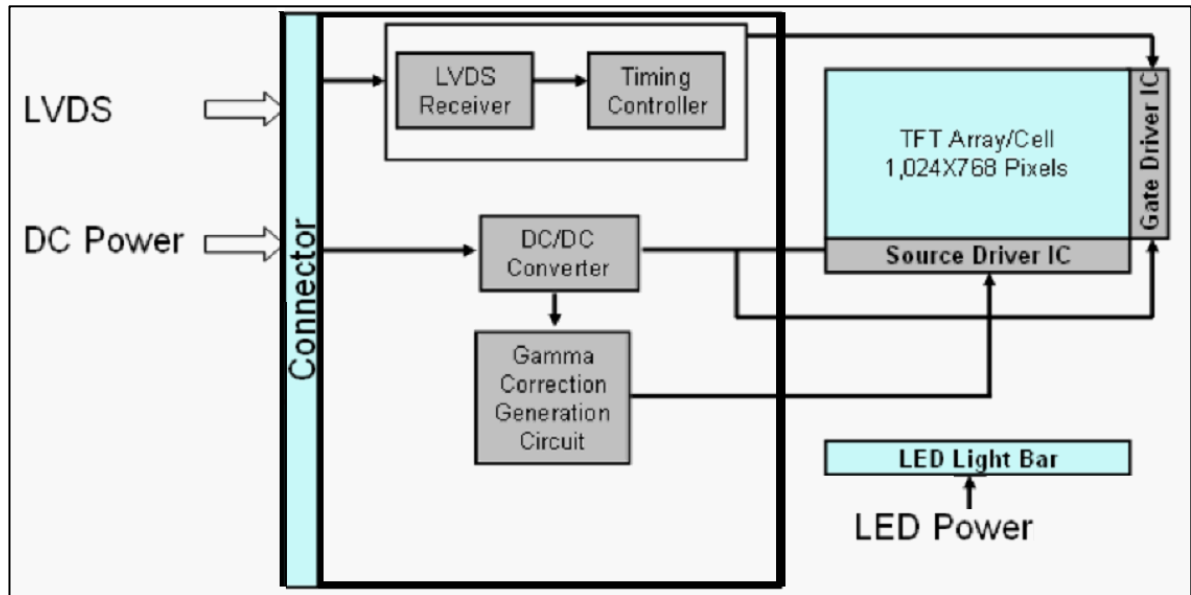 LVDS
DC Power
Connector
LVDS
Receiver
Timing
Controller
DC/DC
Converter
Gamma
Correction
Generation
Circuit
TFT Array/Cell
1,024X768 Pixels
Gate Driver IC
Source Driver IC
LED Light Bar
LED Power